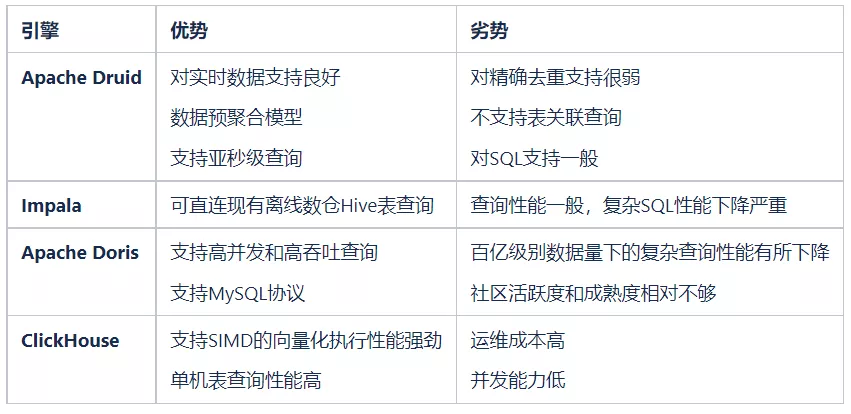 引擎 优势 劣势
Apache Druid 对实时数据支持良好 对精确去重支持很弱
数据预聚合模型 不支持表关联查询
支持亚秒级查询 对SQL支持一般
Impala 可直连现有离线数仓Hive表查询 查询性能一般，复杂SQL性能下降严重
Apache Doris 支持高并发和高吞吐查询 百亿级别数据量下的复杂查询性能有所下降
支持MySQL协议 社区活跃度和成熟度相对不够
ClickHouse 支持SIMD的向量化执行性能强劲 运维成本高
单机表查询性能高 并发能力低